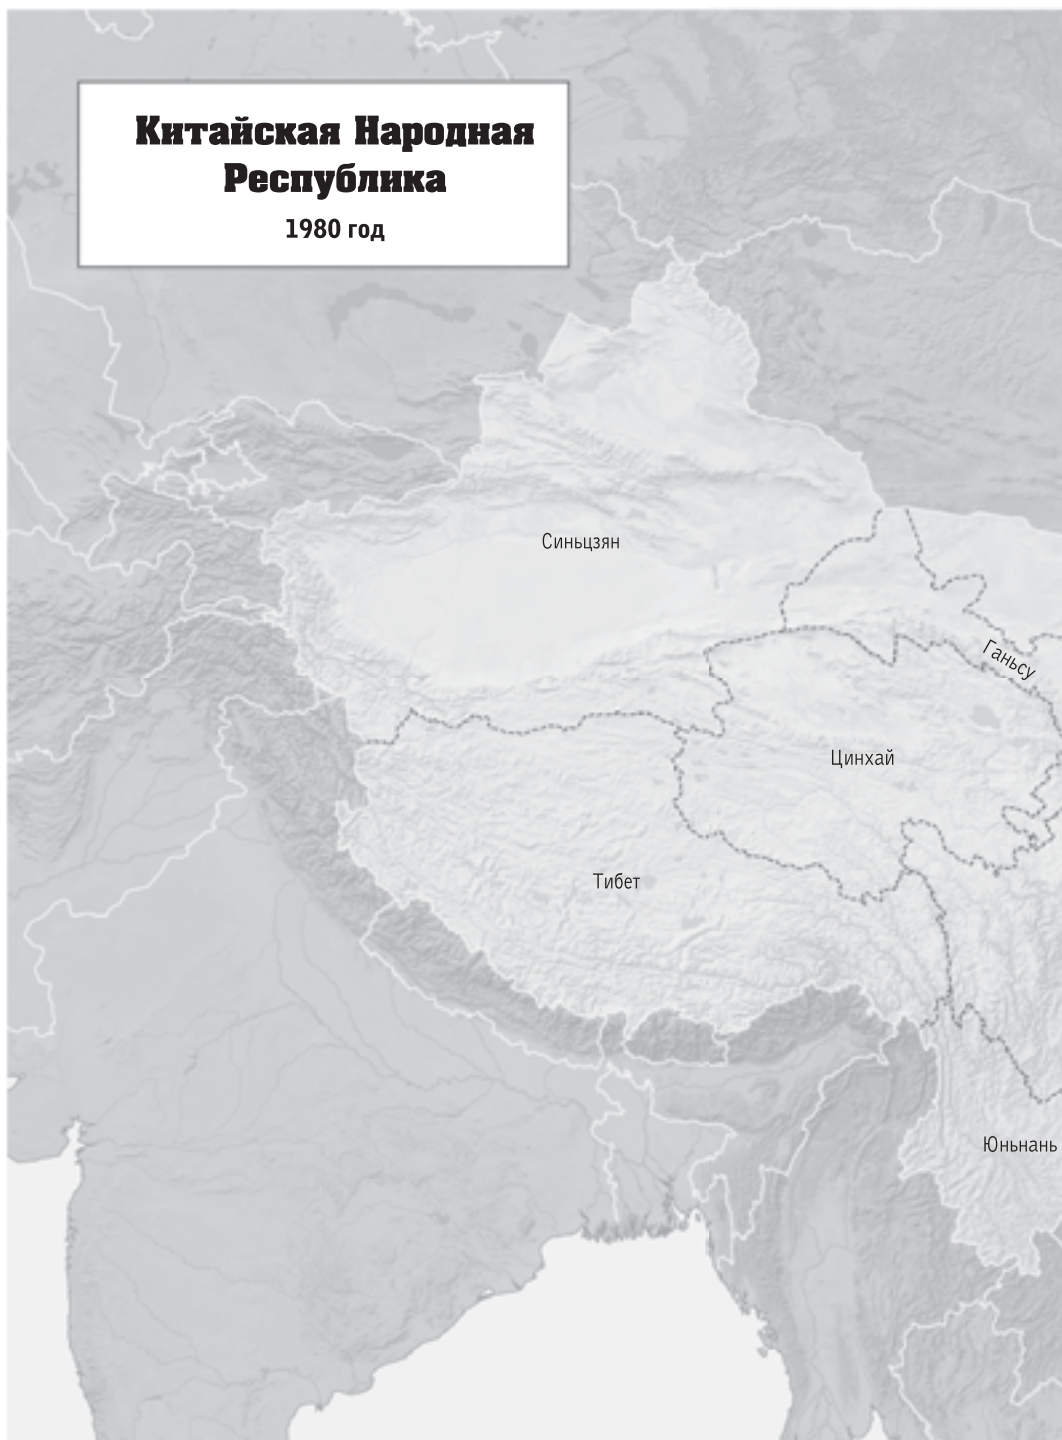 Китайская Народная
Республика
1980 год
Синьцзян
Ганьсу
Цинхай
Тибет
Юньнань